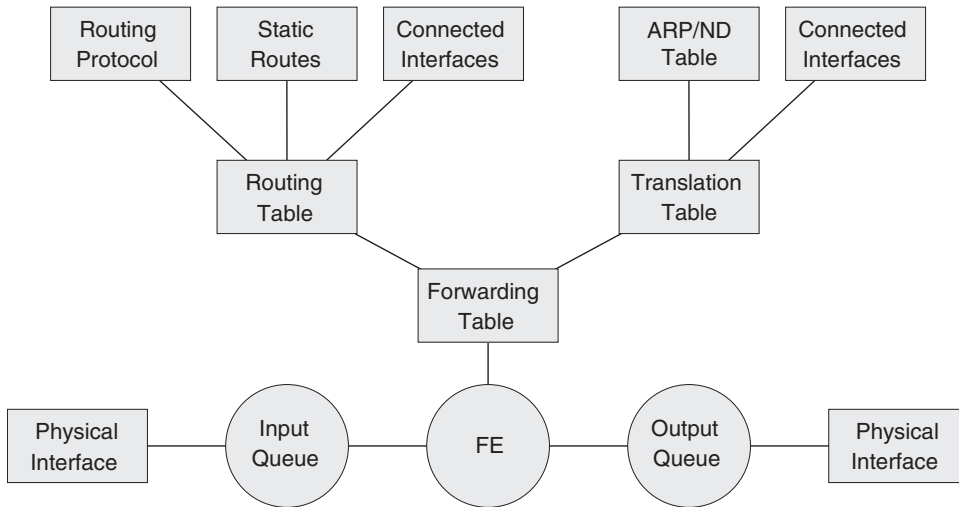 Routing
Protocol
Static
Routes
Connected
Interfaces
ARP/ND
Table
Connected
Interfaces
Routing
Table
Translation
Table
Forwarding
Table
Physical
Interface
Input
Queue
FE
Output
Queue
Physical
Interface